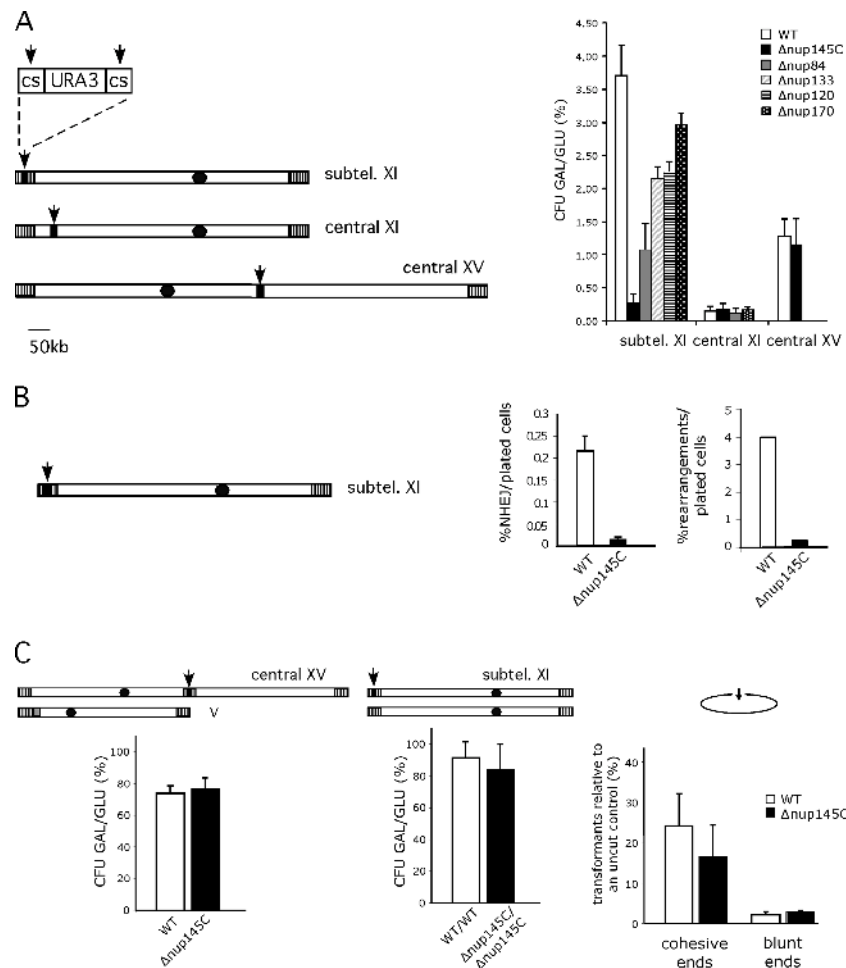 A
cs URA3 cs
subtel. XI
central XI
central XV
50kb
CFU GAL/GLU (%)
4.50
4.00
3.50
3.00
2.50
2.00
1.50
1.00
0.50
0.00
WT
Δnup145C
Δnup84
Δnup133
Δnup120
Δnup170
subtel. XI central XI central XV
B
subtel. XI
%NHEJ/plated cells
0.3
0.25
0.2
0.15
0.1
0.05
0
WT
Δnup145C
%rearrangements/
plated cells
5
4
3
2
1
0
WT
Δnup145C
C
central XV
V
CFU GAL/GLU (%)
100
80
60
40
20
0
WT
Δnup145C
subtel. XI
CFU GAL/GLU (%)
100
80
60
40
20
0
WT/WT
Δnup145C/
Δnup145C
transformants relative to
an uncut control (%)
40
30
20
10
0
WT
Δnup145C
cohesive
ends
blunt
ends